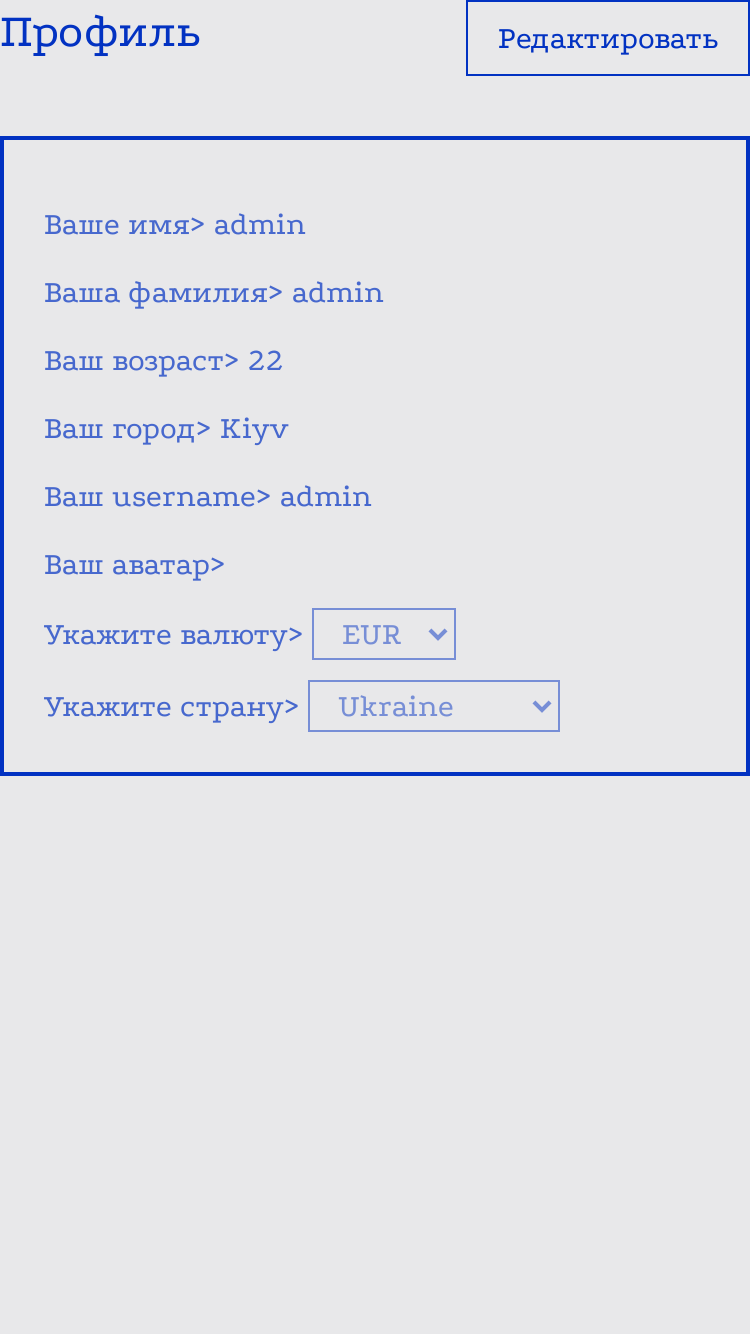 Профиль
Редактировать
Ваше имя> admin
Ваша фамилия> admin
Ваш возраст> 22
Ваш город> Kiyv
Ваш username> admin
Ваш аватар>
Укажите валюту> EUR
Укажите страну> Ukraine